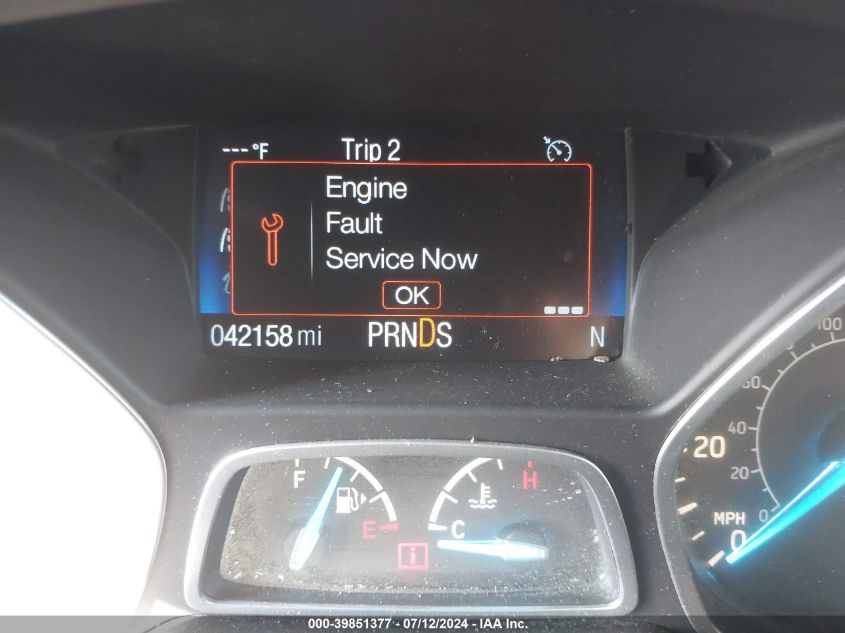 ---°F Trip 2
Engine
Fault
Service Now
OK
042158 mi PRNDS N
F E
C H
i
100
40
20
0
20
MPH
0
000-39851377 - 07/12/2024 - IAA Inc.